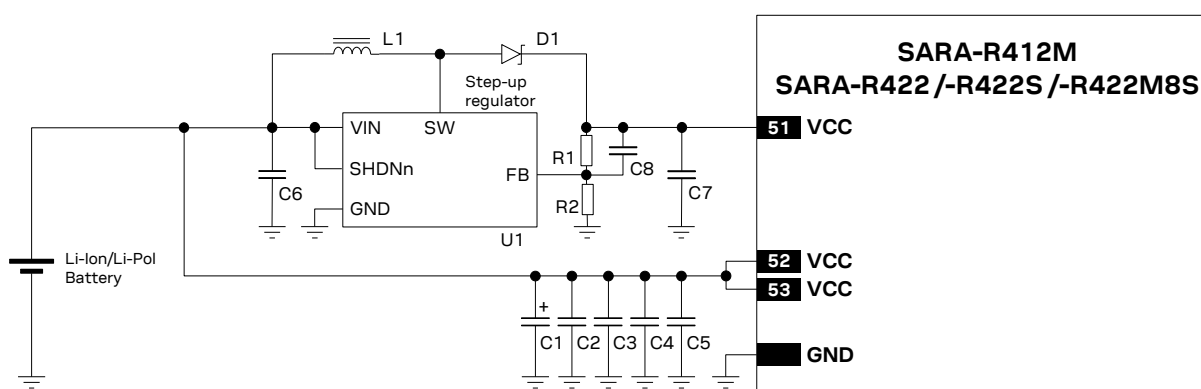 L1
D1
SARA-R412M
SARA-R422/-R422S/-R422M8S
Step-up
regulator
51 VCC
VIN
SW
R1
C8
SHDNn
FB
C6
C7
GND
R2
U1
Li-Ion/Li-Pol
Battery
52 VCC
53 VCC
+
C1 C2 C3 C4 C5
GND